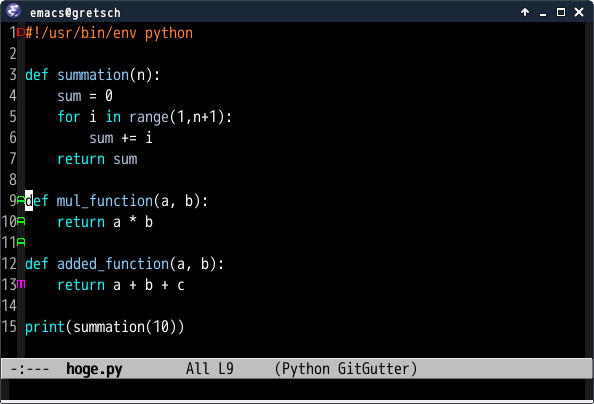 emacs@gretsch
1 #!/usr/bin/env python
2
3 def summation(n):
4     sum = 0
5     for i in range(1,n+1):
6         sum += i
7     return sum
8
9 def mul_function(a, b):
10     return a * b
11
12 def added_function(a, b):
13     return a + b + c
14
15 print(summation(10))
-:---  hoge.py        All L9     (Python GitGutter)